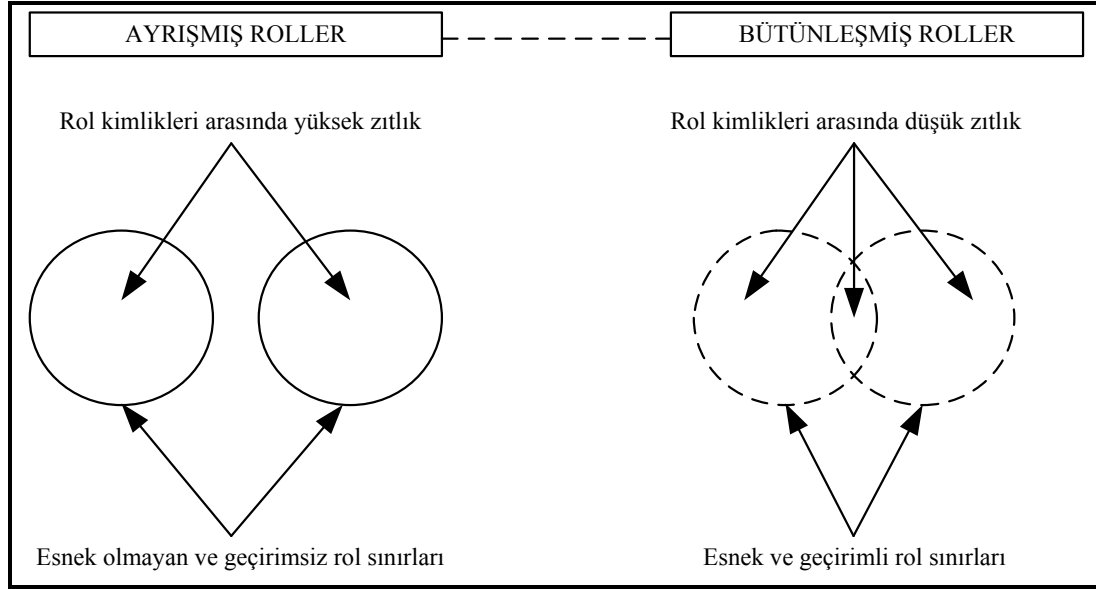 AYRIŞMIŞ ROLLER
BÜTÜNLEŞMİŞ ROLLER
Rol kimlikleri arasında yüksek zıtlık
Rol kimlikleri arasında düşük zıtlık
Esnek olmayan ve geçirimsiz rol sınırları
Esnek ve geçirimli rol sınırları